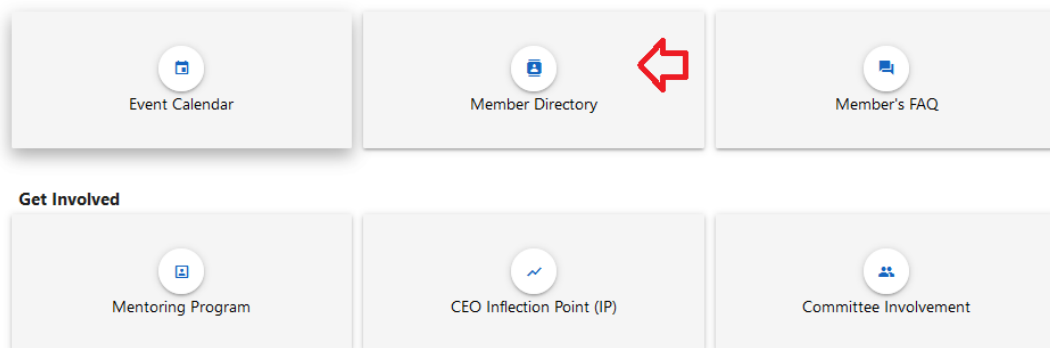 Event Calendar
Member Directory
Member's FAQ
Get Involved
Mentoring Program
CEO Inflection Point (IP)
Committee Involvement